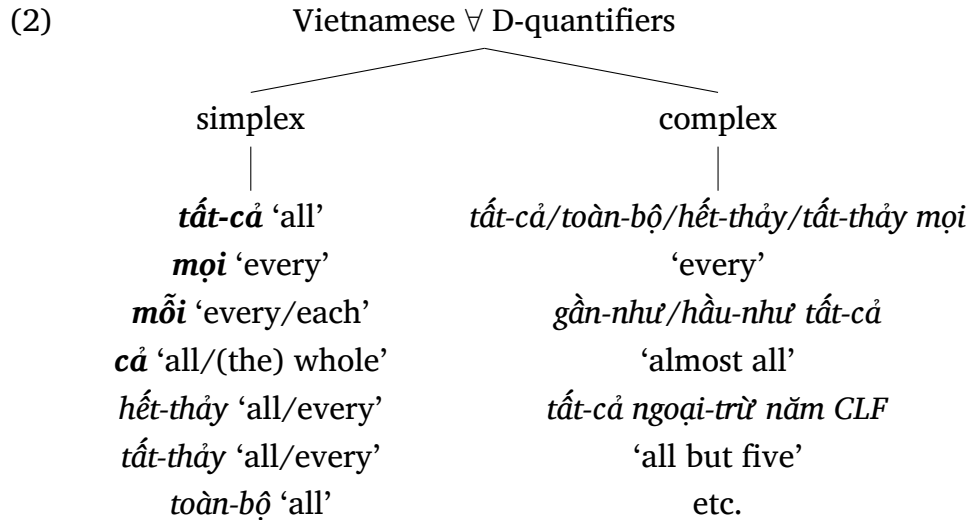 (2) Vietnamese ∀ D-quantifiers
simplex complex
tất-cả ‘all’ tất-cả/toàn-bộ/hết-thảy/tất-thảy mọi
mọi ‘every’ ‘every’
mỗi ‘every/each’ gần-như/hầu-như tất-cả
cả ‘all/(the) whole’ ‘almost all’
hết-thảy ‘all/every’ tất-cả ngoại-trừ năm CLF
tất-thảy ‘all/every’ ‘all but five’
toàn-bộ ‘all’ etc.